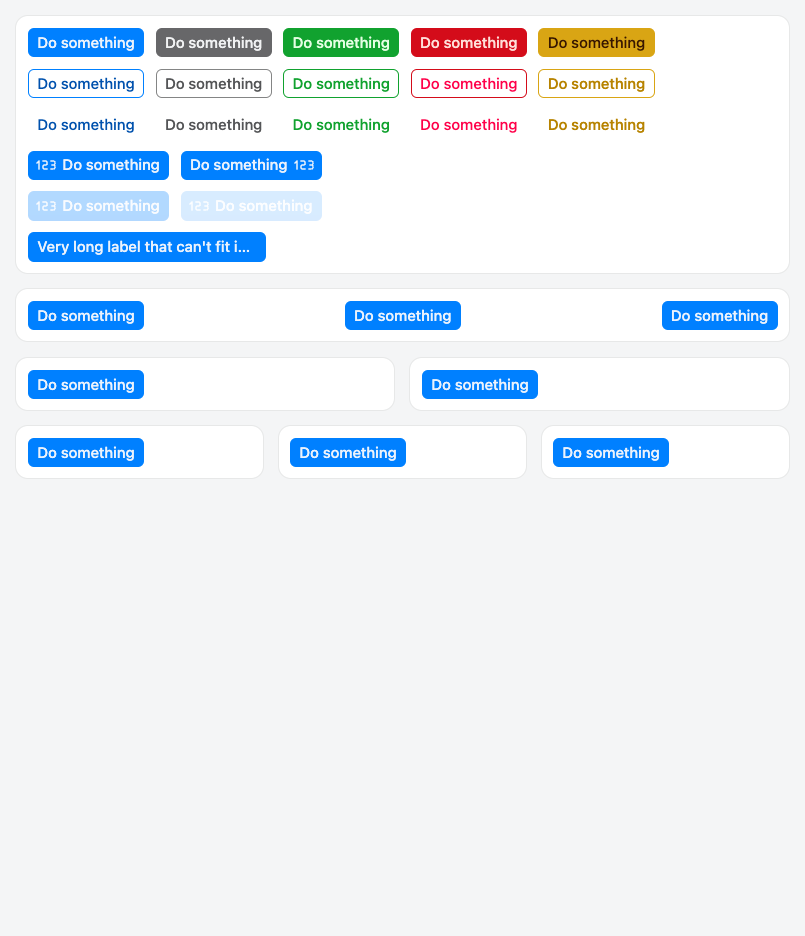 Do something Do something Do something Do something Do something
Do something Do something Do something Do something Do something
Do something Do something Do something Do something Do something
123 Do something Do something 123
123 Do something 123 Do something
Very long label that can't fit i...
Do something Do something Do something
Do something Do something
Do something Do something Do something